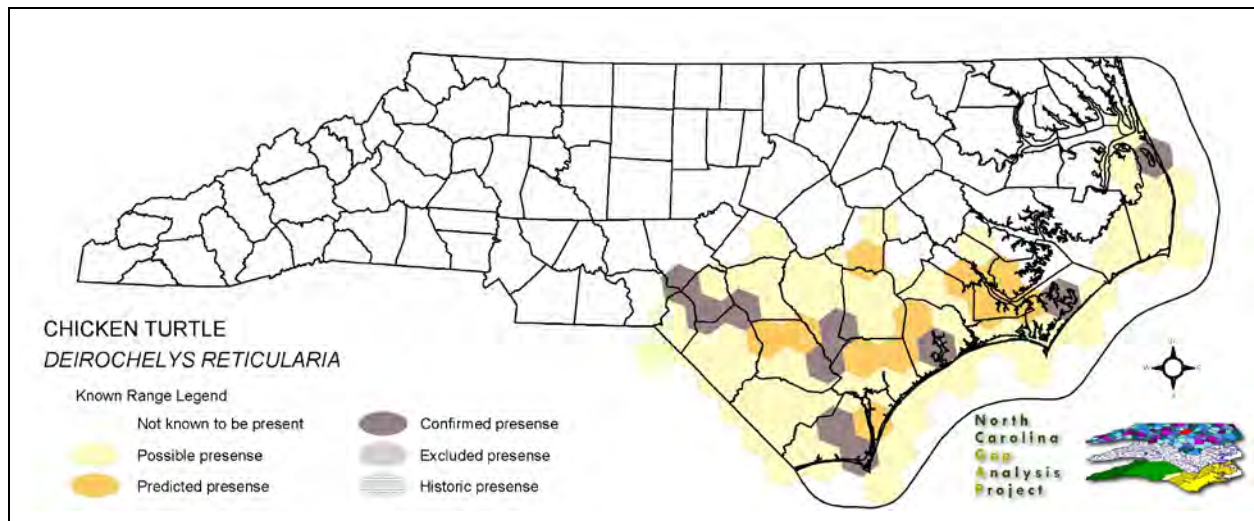 CHICKEN TURTLE
DEIROCHELYS RETICULARIA
Known Range Legend
Not known to be present
Possible presense
Predicted presense
Confirmed presense
Excluded presense
Historic presense
North
Carolina
Gap
Analysis
Project